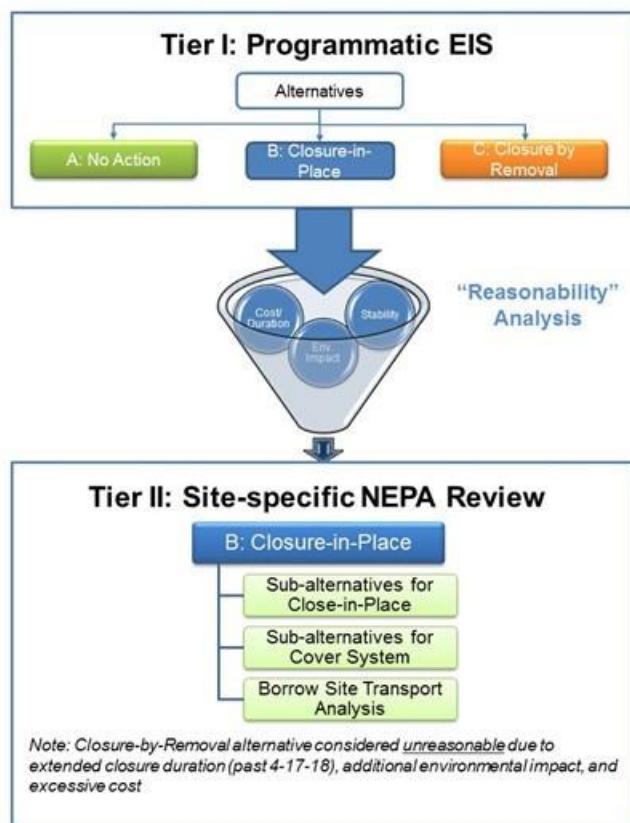 Tier I: Programmatic EIS
Alternatives
A: No Action
B: Closure-in-
Place
C: Closure by
Removal
Cost/
Duration
Stability
Env.
Impact
“Reasonability”
Analysis
Tier II: Site-specific NEPA Review
B: Closure-in-Place
Sub-alternatives for
Close-in-Place
Sub-alternatives for
Cover System
Borrow Site Transport
Analysis
Note: Closure-by-Removal alternative considered unreasonable due to
extended closure duration (past 4-17-18), additional environmental impact, and
excessive cost